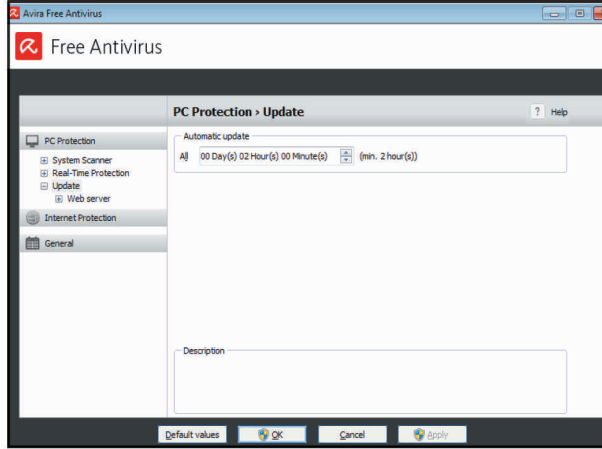 Avira Free Antivirus
Free Antivirus
PC Protection › Update
? Help
PC Protection
System Scanner
Real-Time Protection
Update
Web server
Internet Protection
General
Automatic update
All 00 Day(s) 02 Hour(s) 00 Minute(s) (min. 2 hour(s))
Description
Default values OK Cancel Apply